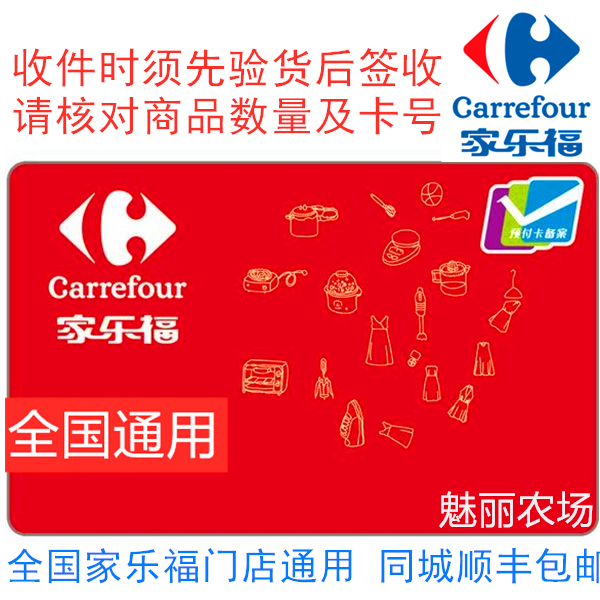 收件时须先验货后签收
请核对商品数量及卡号
Carrefour
家乐福
Carrefour
家乐福
预付卡备案
全国通用
魅丽农场
全国家乐福门店通用 同城顺丰包邮